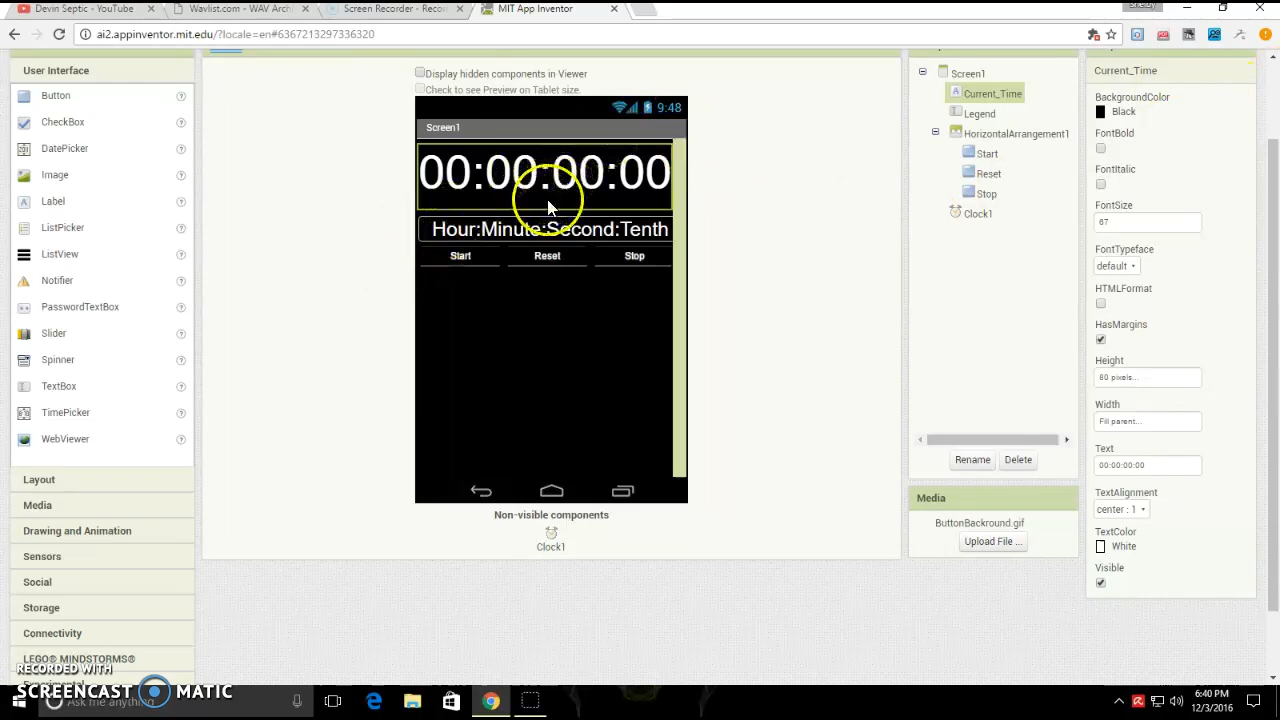 Devin Septic - YouTube
Wavlist.com - WAV Arch
Screen Recorder - Recor
MIT App Inventor
Shelby
ai2.appinventor.mit.edu/?locale=en#6367213297336320
User Interface
Button
CheckBox
DatePicker
Image
Label
ListPicker
ListView
Notifier
PasswordTextBox
Slider
Spinner
TextBox
TimePicker
WebViewer
Layout
Media
Drawing and Animation
Sensors
Social
Storage
Connectivity
LEGO® MINDSTORMS®
Display hidden components in Viewer
Check to see Preview on Tablet size.
9:48
Screen1
00:00:00:00
Hour:Minute:Second:Tenth
Start Reset Stop
Non-visible components
Clock1
Screen1
Current_Time
Legend
HorizontalArrangement1
Start
Reset
Stop
Clock1
Rename Delete
Media
ButtonBackround.gif
Upload File ...
Current_Time
BackgroundColor
Black
FontBold
FontItalic
FontSize
67
FontTypeface
default
HTMLFormat
HasMargins
Height
80 pixels...
Width
Fill parent...
Text
00:00:00:00
TextAlignment
center : 1
TextColor
White
Visible
RECORDED WITH
SCREENCAST MATIC
Ask me anything
6:40 PM
12/3/2016